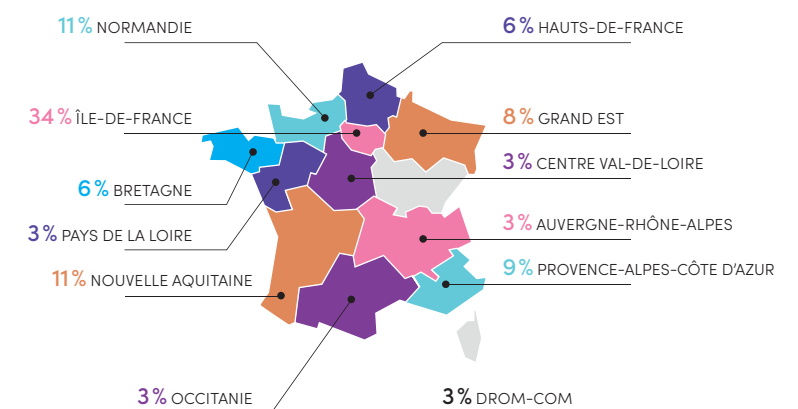 11 % NORMANDIE
6 % HAUTS-DE-FRANCE
34 % ÎLE-DE-FRANCE
8 % GRAND EST
3 % CENTRE VAL-DE-LOIRE
6 % BRETAGNE
3 % AUVERGNE-RHÔNE-ALPES
3 % PAYS DE LA LOIRE
9 % PROVENCE-ALPES-CÔTE D’AZUR
11 % NOUVELLE AQUITAINE
3 % OCCITANIE
3 % DROM-COM